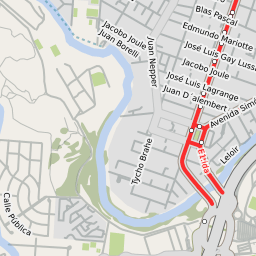 Blas Pascal
Edmundo Mariotte
José Luis Gay Lussa
Jacobo Joule
Jacobo Joule
Juan Borelli
Juan Nepper
José Luis Lagrange
Juan D´alembert
Avenida Simó
Leloir
Tycho Brahe
Calle Pública